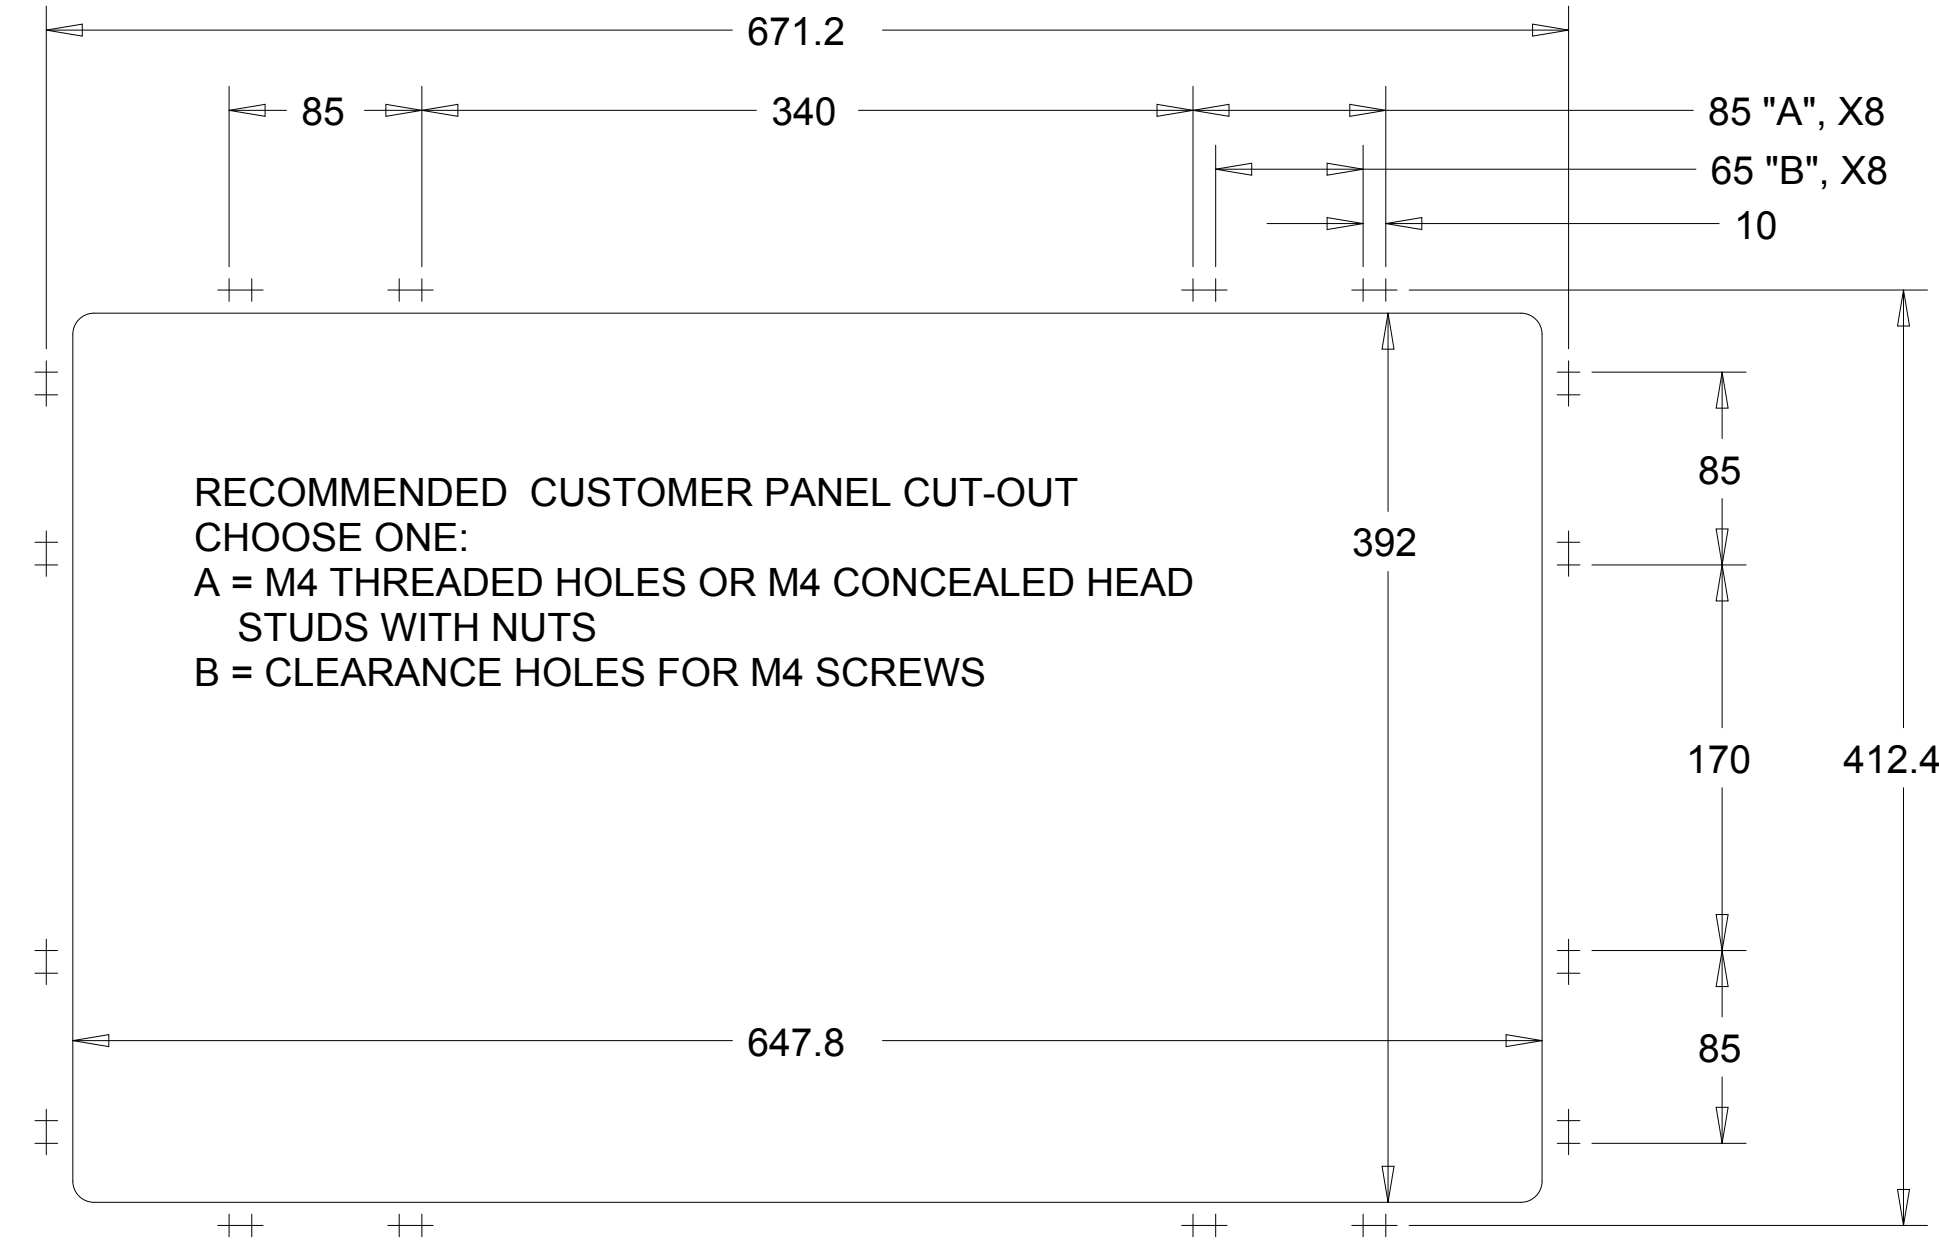 671.2
85
340
85 "A", X8
65 "B", X8
10
85
RECOMMENDED CUSTOMER PANEL CUT-OUT
CHOOSE ONE:
392
A = M4 THREADED HOLES OR M4 CONCEALED HEAD
STUDS WITH NUTS
B = CLEARANCE HOLES FOR M4 SCREWS
170
412.4
647.8
85